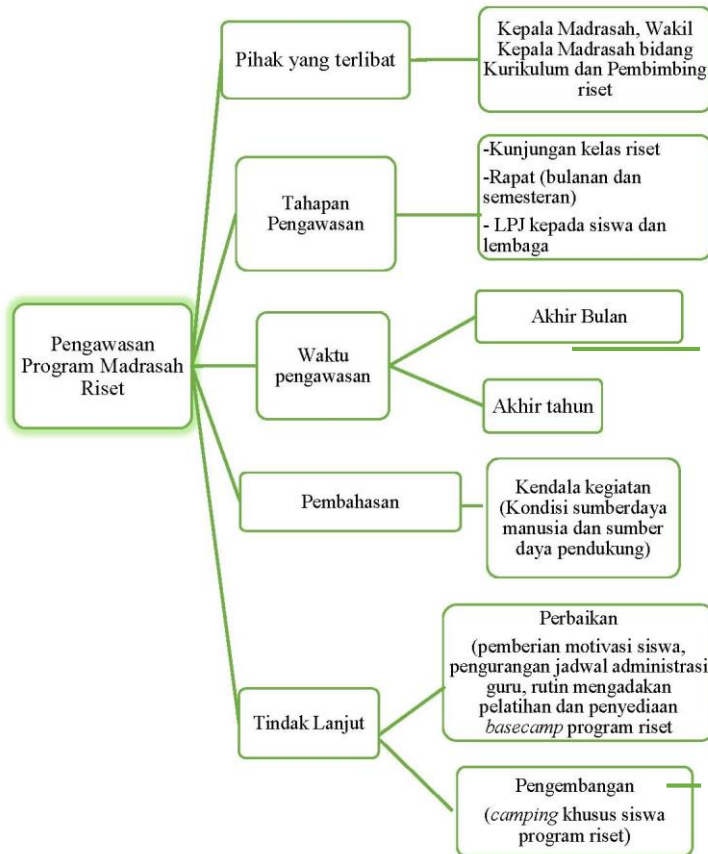 Pengawasan
Program Madrasah
Riset
Pihak yang terlibat
Kepala Madrasah, Wakil
Kepala Madrasah bidang
Kurikulum dan Pembimbing
riset
Tahapan
Pengawasan
-Kunjungan kelas riset
-Rapat (bulanan dan
semesteran)
- LPJ kepada siswa dan
lembaga
Waktu
pengawasan
Akhir Bulan
Akhir tahun
Pembahasan
Kendala kegiatan
(Kondisi sumberdaya
manusia dan sumber
daya pendukung)
Tindak Lanjut
Perbaikan
(pemberian motivasi siswa,
pengurangan jadwal administrasi
guru, rutin mengadakan
pelatihan dan penyediaan
basecamp program riset
Pengembangan
(camping khusus siswa
program riset)